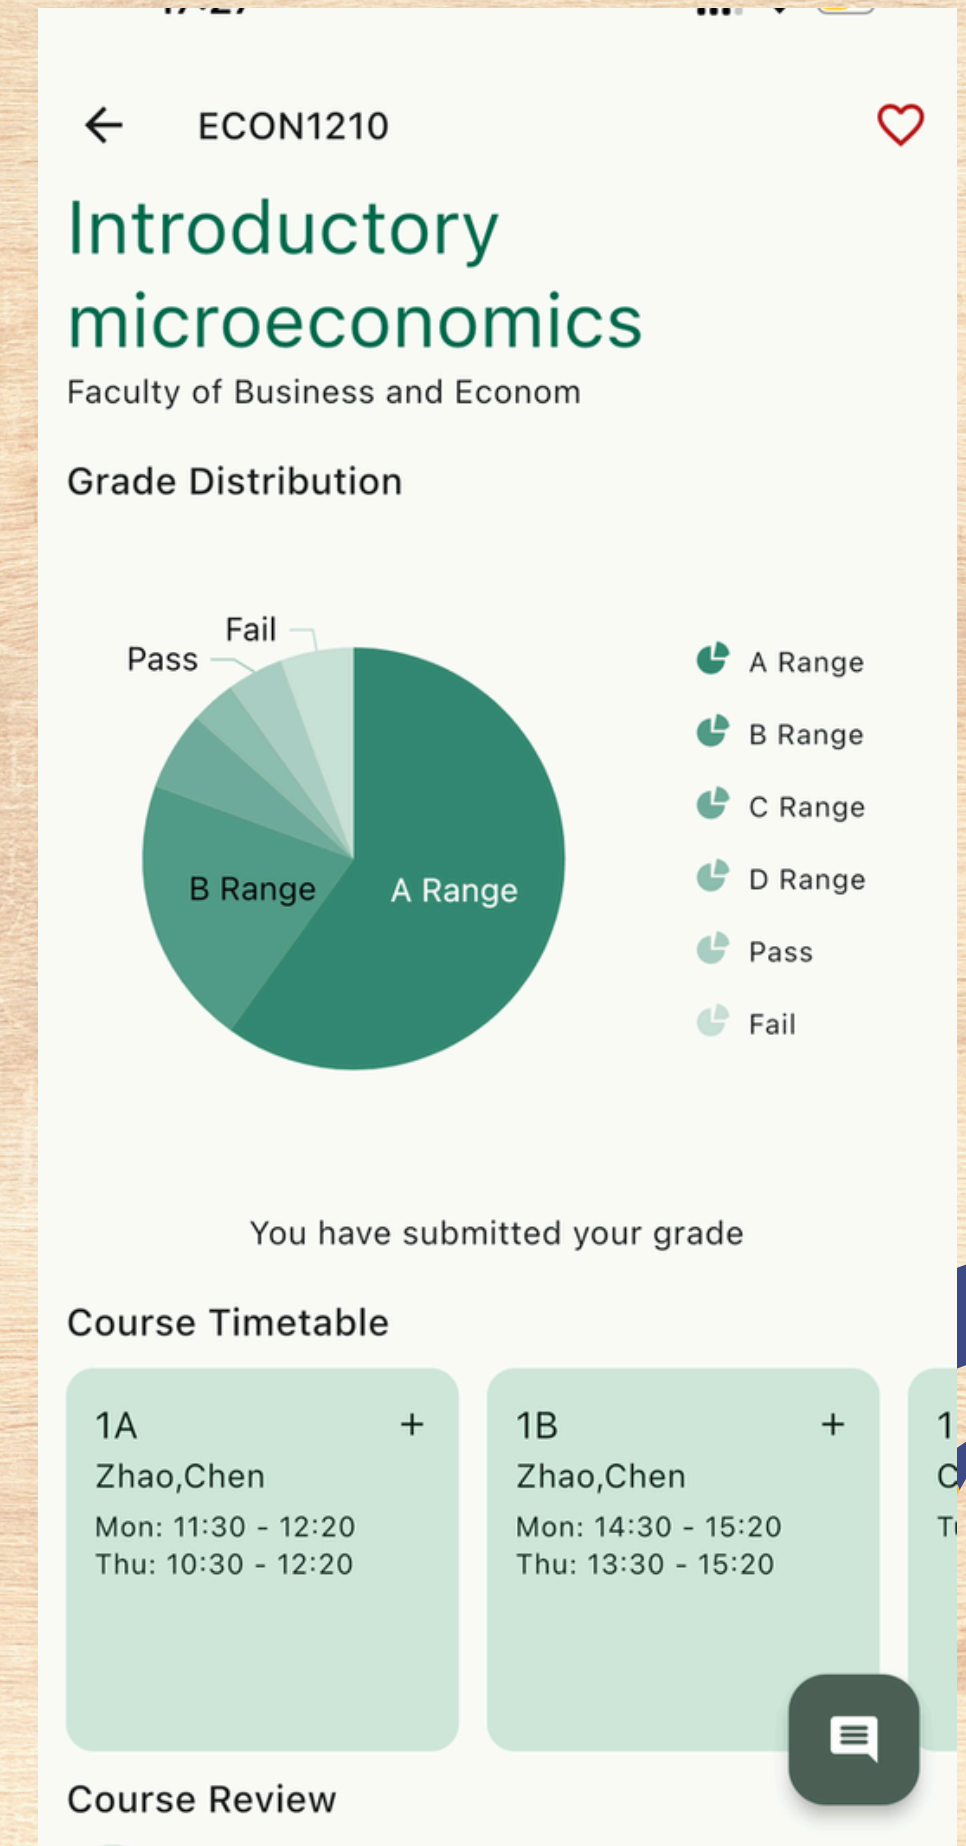 ECON1210
Introductory
microeconomics
Faculty of Business and Econom
Grade Distribution
Fail
Pass
B Range
A Range
A Range
B Range
C Range
D Range
Pass
Fail
You have submitted your grade
Course Timetable
1A +
Zhao,Chen
Mon: 11:30 - 12:20
Thu: 10:30 - 12:20
1B +
Zhao,Chen
Mon: 14:30 - 15:20
Thu: 13:30 - 15:20
Course Review